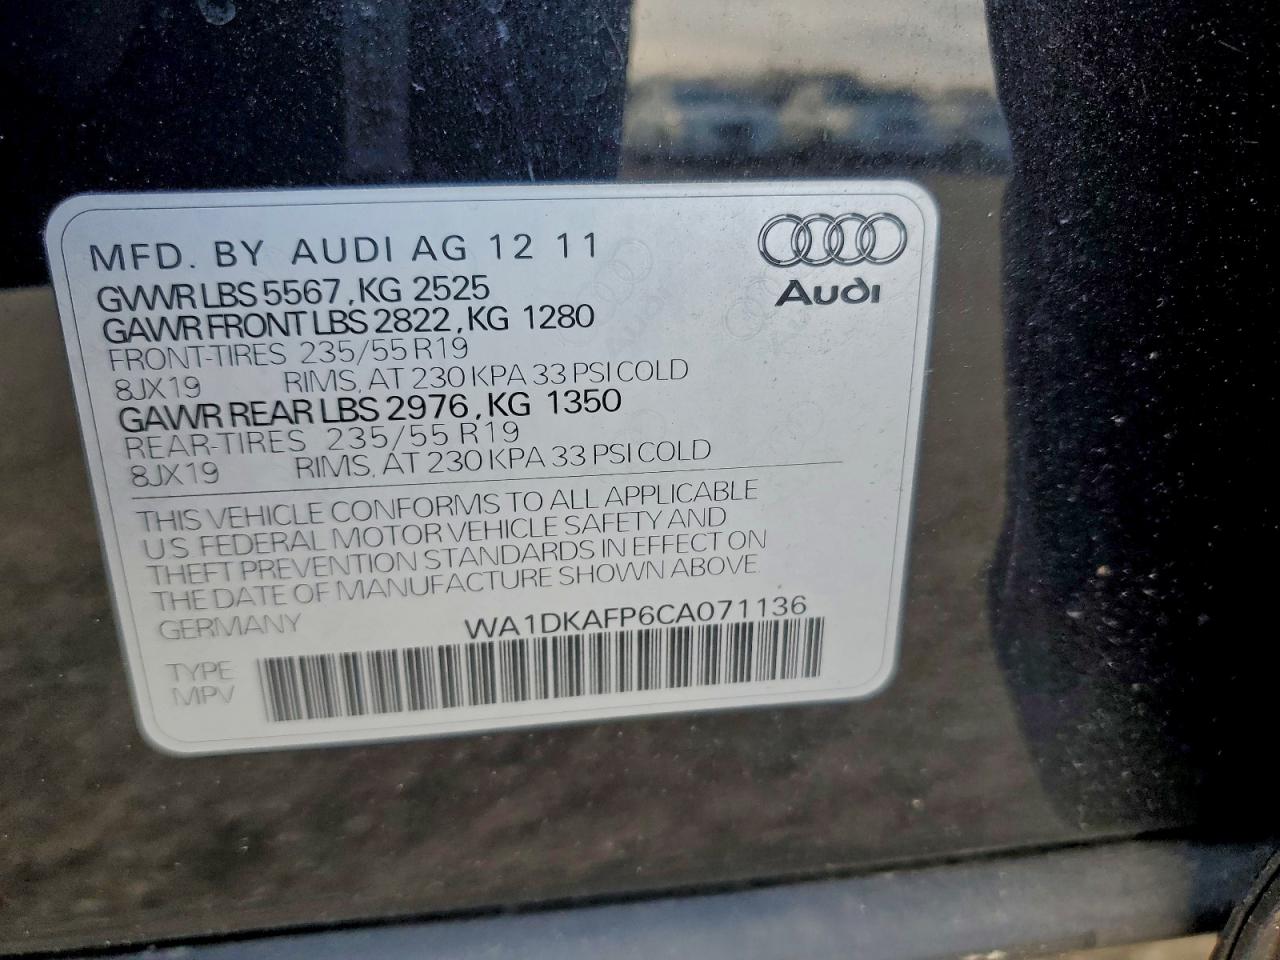 MFD. BY AUDI AG 12 11
Audi
GVWR LBS 5567, KG 2525
GAWR FRONT LBS 2822, KG 1280
FRONT-TIRES 235/55 R19
8JX19 RIMS, AT 230 KPA 33 PSI COLD
GAWR REAR LBS 2976, KG 1350
REAR-TIRES 235/55 R19
8JX19 RIMS, AT 230 KPA 33 PSI COLD
THIS VEHICLE CONFORMS TO ALL APPLICABLE
U.S. FEDERAL MOTOR VEHICLE SAFETY AND
THEFT PREVENTION STANDARDS IN EFFECT ON
THE DATE OF MANUFACTURE SHOWN ABOVE.
GERMANY WA1DKAFP6CA071136
TYPE
MPV